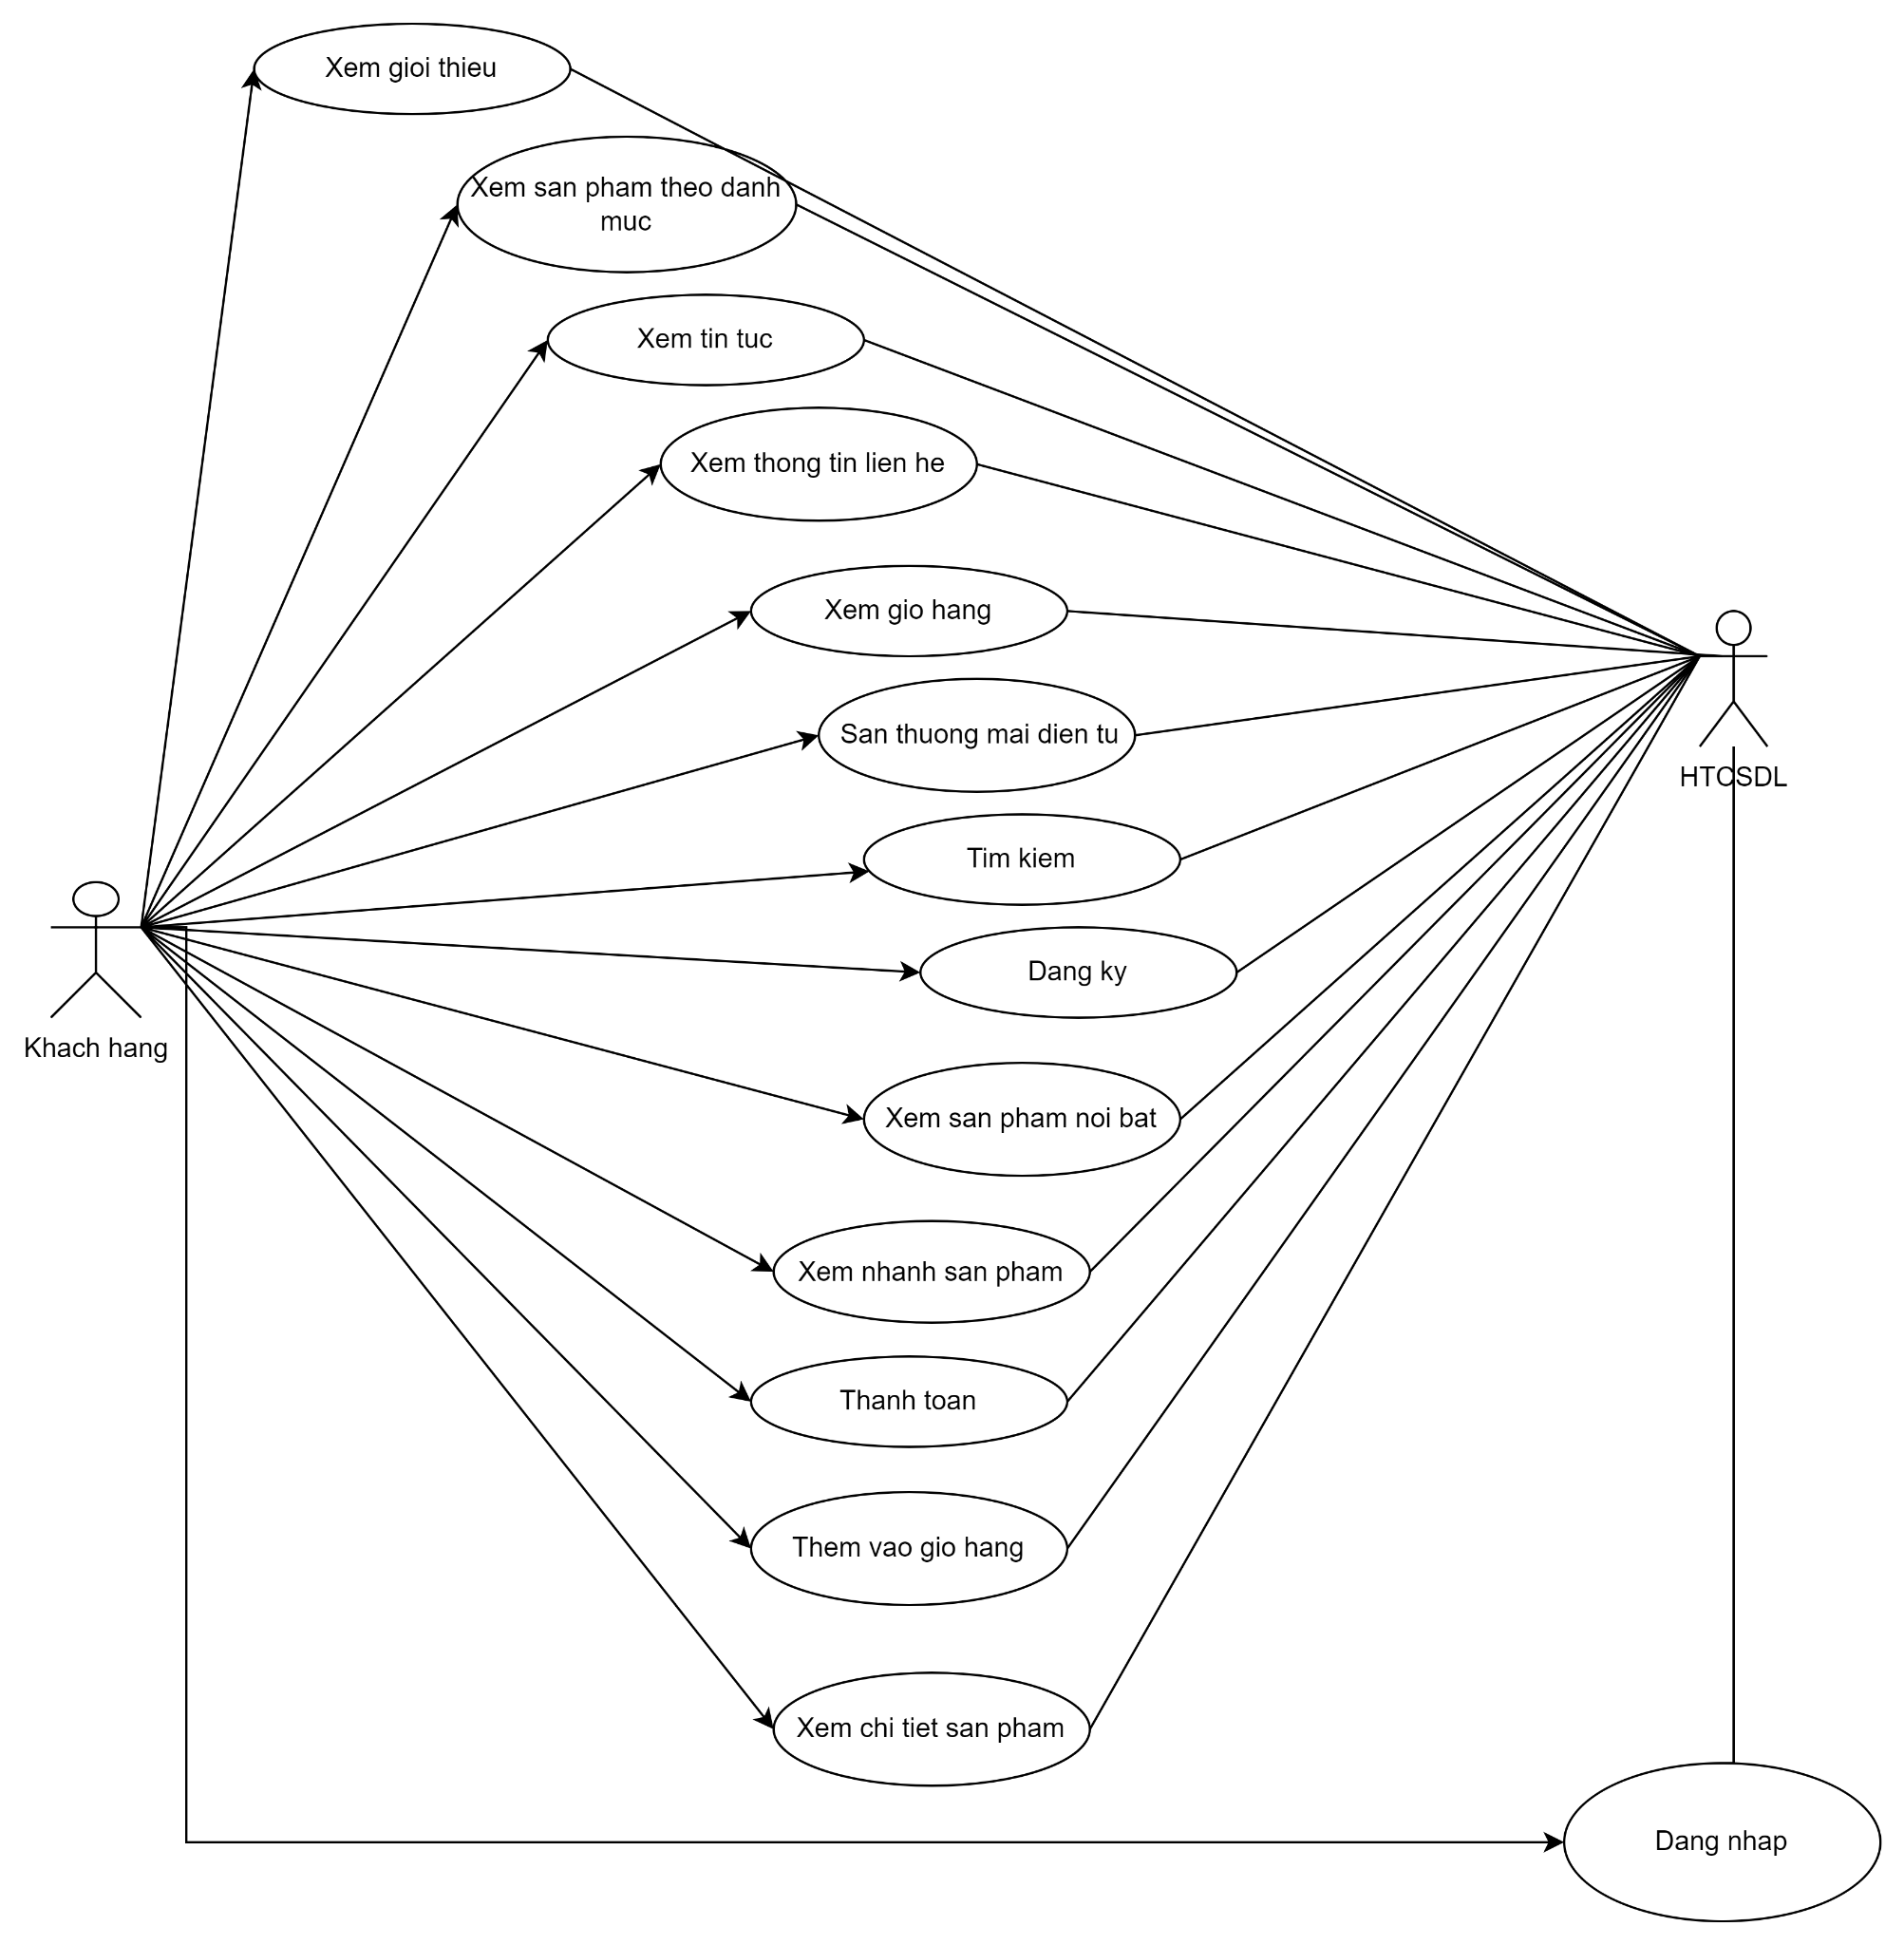 Xem gioi thieu
Xem san pham theo danh
muc
Xem tin tuc
Xem thong tin lien he
Xem gio hang
San thuong mai dien tu
HTCSDL
Tim kiem
Dang ky
Khach hang
Xem san pham noi bat
Xem nhanh san pham
Thanh toan
Them vao gio hang
Xem chi tiet san pham
Dang nhap